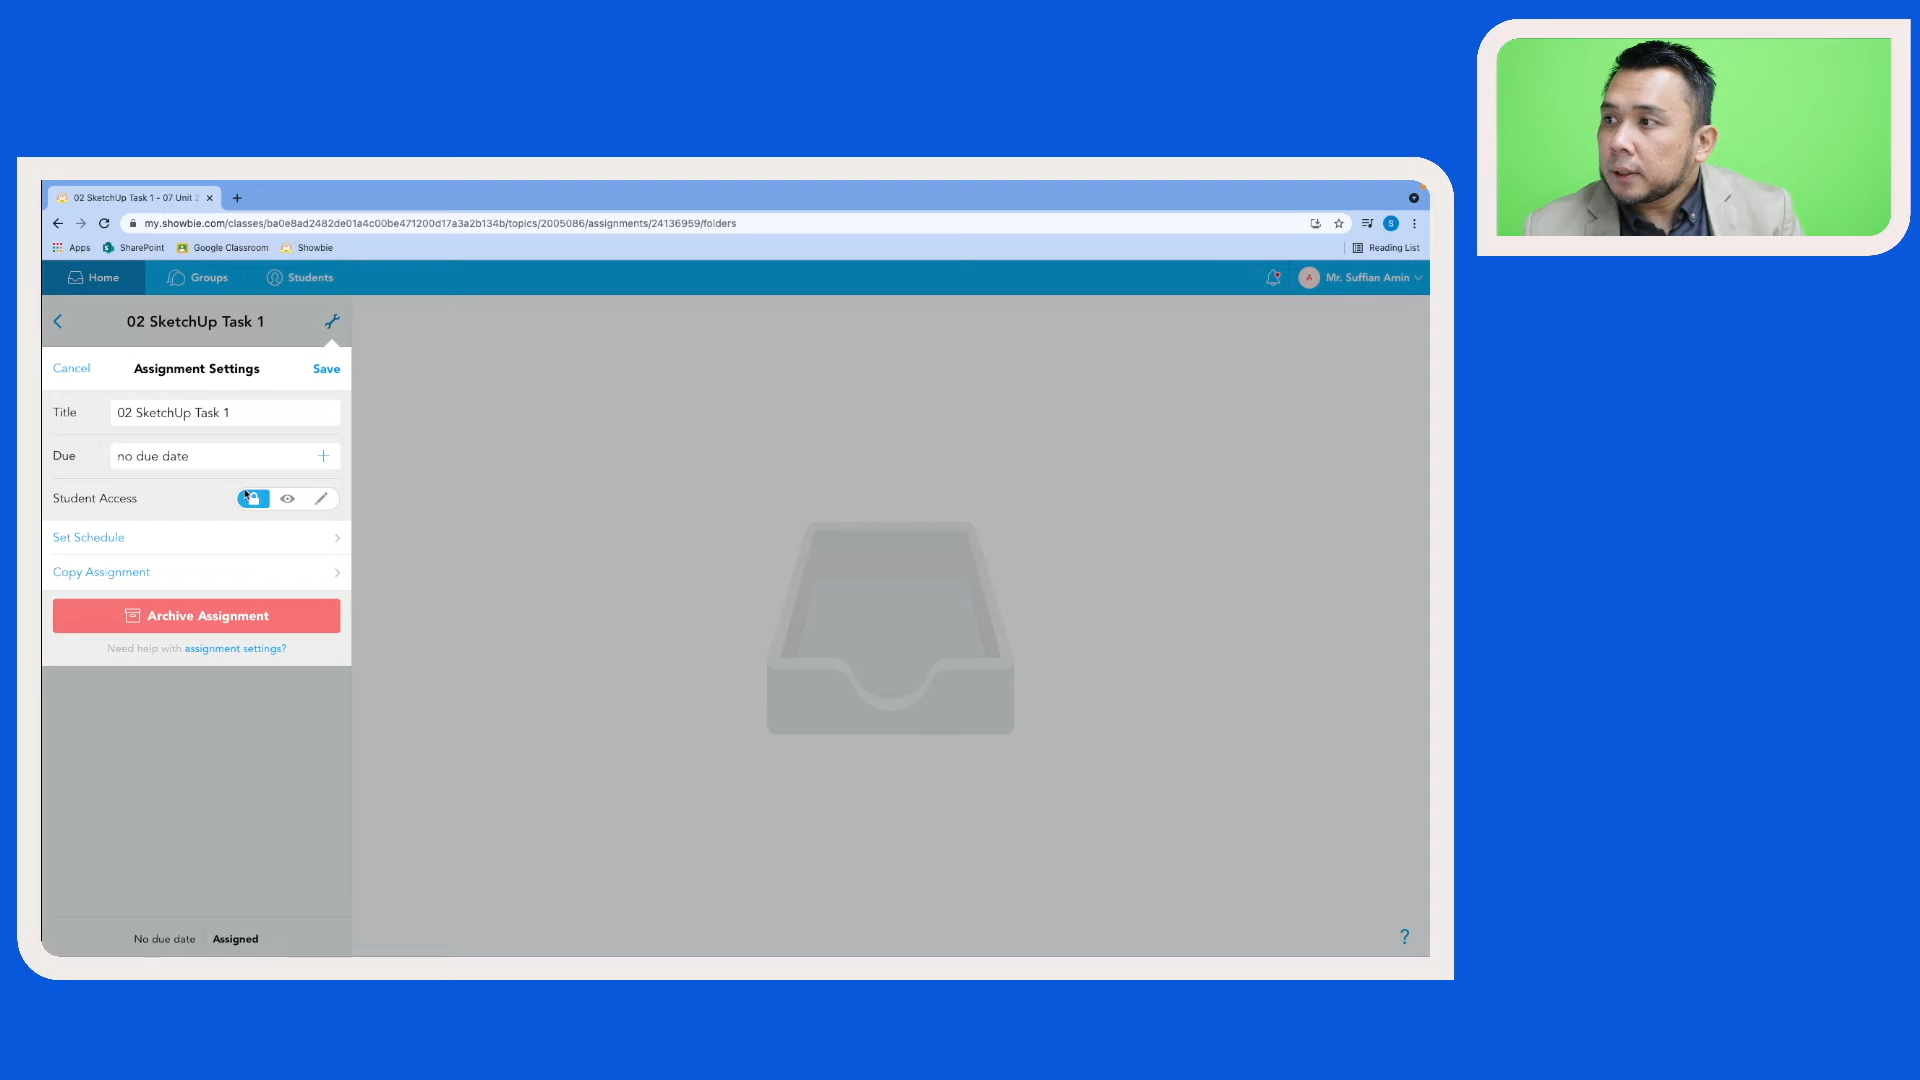 02 SketchUp Task 1 - 07 Unit 2
my.showbie.com/classes/ba0e8ad2482de01a4c00be471200d17a3a2b134b/topics/2005086/assignments/24136959/folders
S
Apps SharePoint Google Classroom Showbie Reading List
Home Groups Students A Mr. Suffian Amin
02 SketchUp Task 1
Cancel Assignment Settings Save
Title 02 SketchUp Task 1
Due no due date
Student Access
Set Schedule
Copy Assignment
Archive Assignment
Need help with assignment settings?
No due date Assigned
?